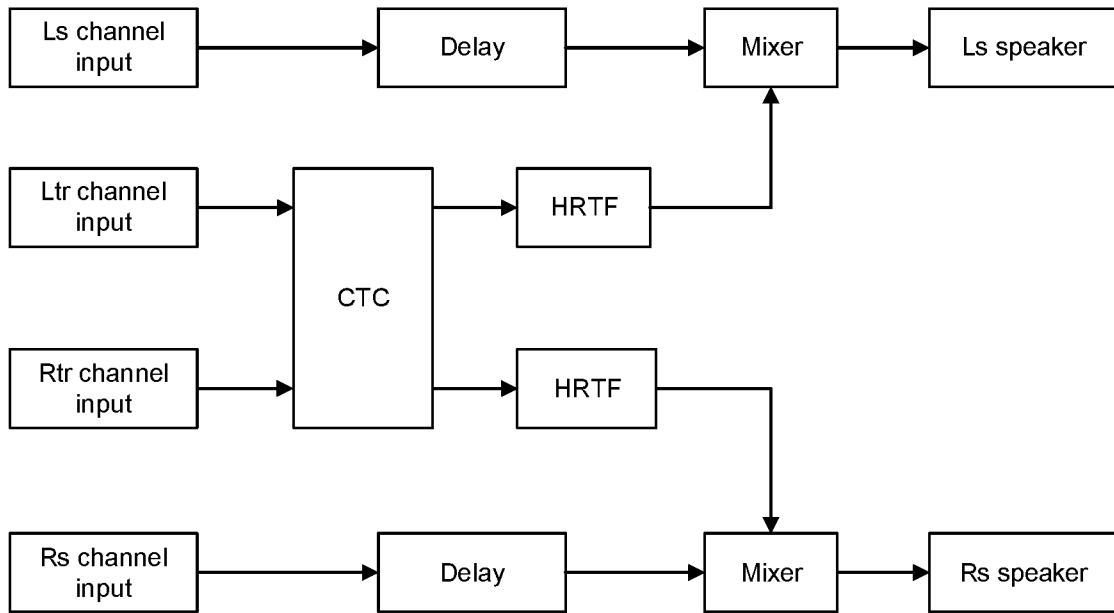 Ls channel
input
Delay
Mixer
Ls speaker
Ltr channel
input
HRTF
CTC
Rtr channel
input
HRTF
Rs channel
input
Delay
Mixer
Rs speaker